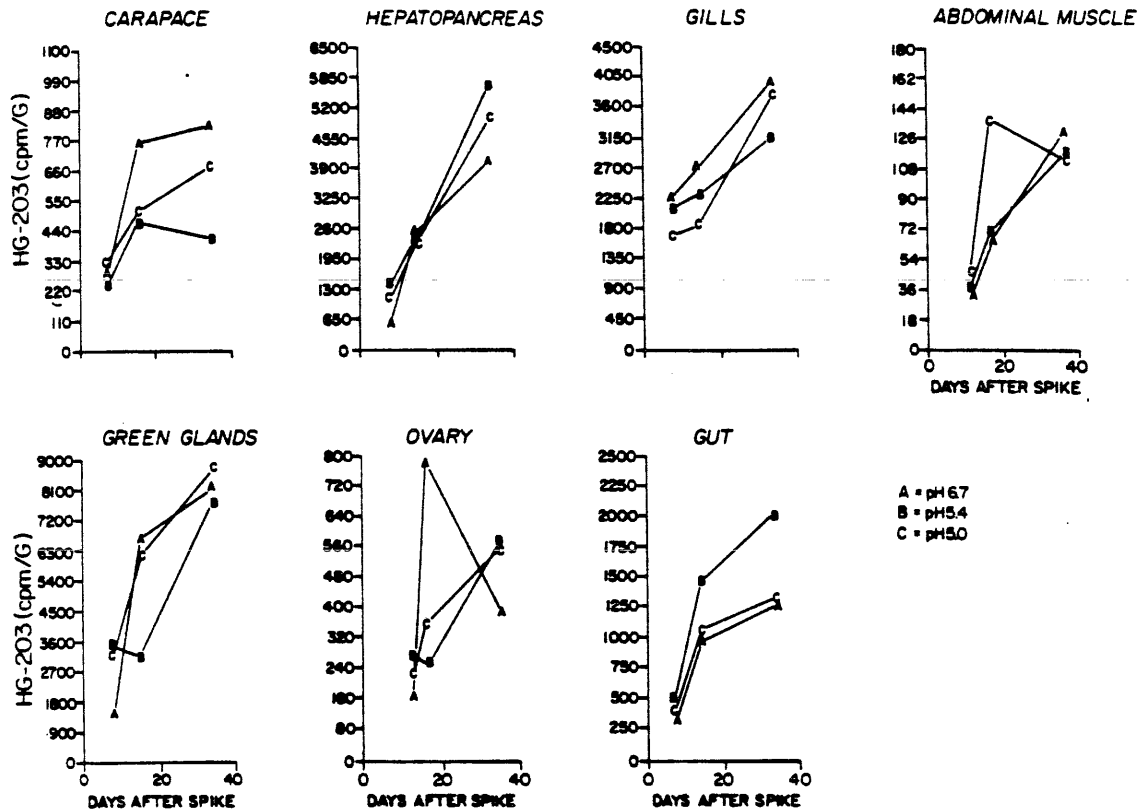 CARAPACE
HG-203 (cpm/G)
1100
990
880
770
660
550
440
330
220
110
0
A
A
A
B
B
B
C
C
C
HEPATOPANCREAS
6500
5850
5200
4550
3900
3250
2600
1950
1300
650
0
A
A
A
B
B
B
C
C
GILLS
4500
4050
3600
3150
2700
2250
1800
1350
900
450
0
A
A
A
B
B
B
C
C
C
ABDOMINAL MUSCLE
180
162
144
126
108
90
72
54
36
18
0
A
A
A
B
B
B
C
C
C
0 20 40
DAYS AFTER SPIKE
GREEN GLANDS
HG-203 (cpm/G)
9000
8100
7200
6300
5400
4500
3600
2700
1800
900
0
A
A
A
B
B
B
C
C
C
0 20 40
DAYS AFTER SPIKE
OVARY
800
720
640
560
480
400
320
240
160
80
0
A
A
A
B
B
B
C
C
C
0 20 40
DAYS AFTER SPIKE
GUT
2500
2250
2000
1750
1500
1250
1000
750
500
250
0
A
A
A
B
B
B
C
C
C
0 20 40
DAYS AFTER SPIKE
A = pH 6.7
B = pH 5.4
C = pH 5.0